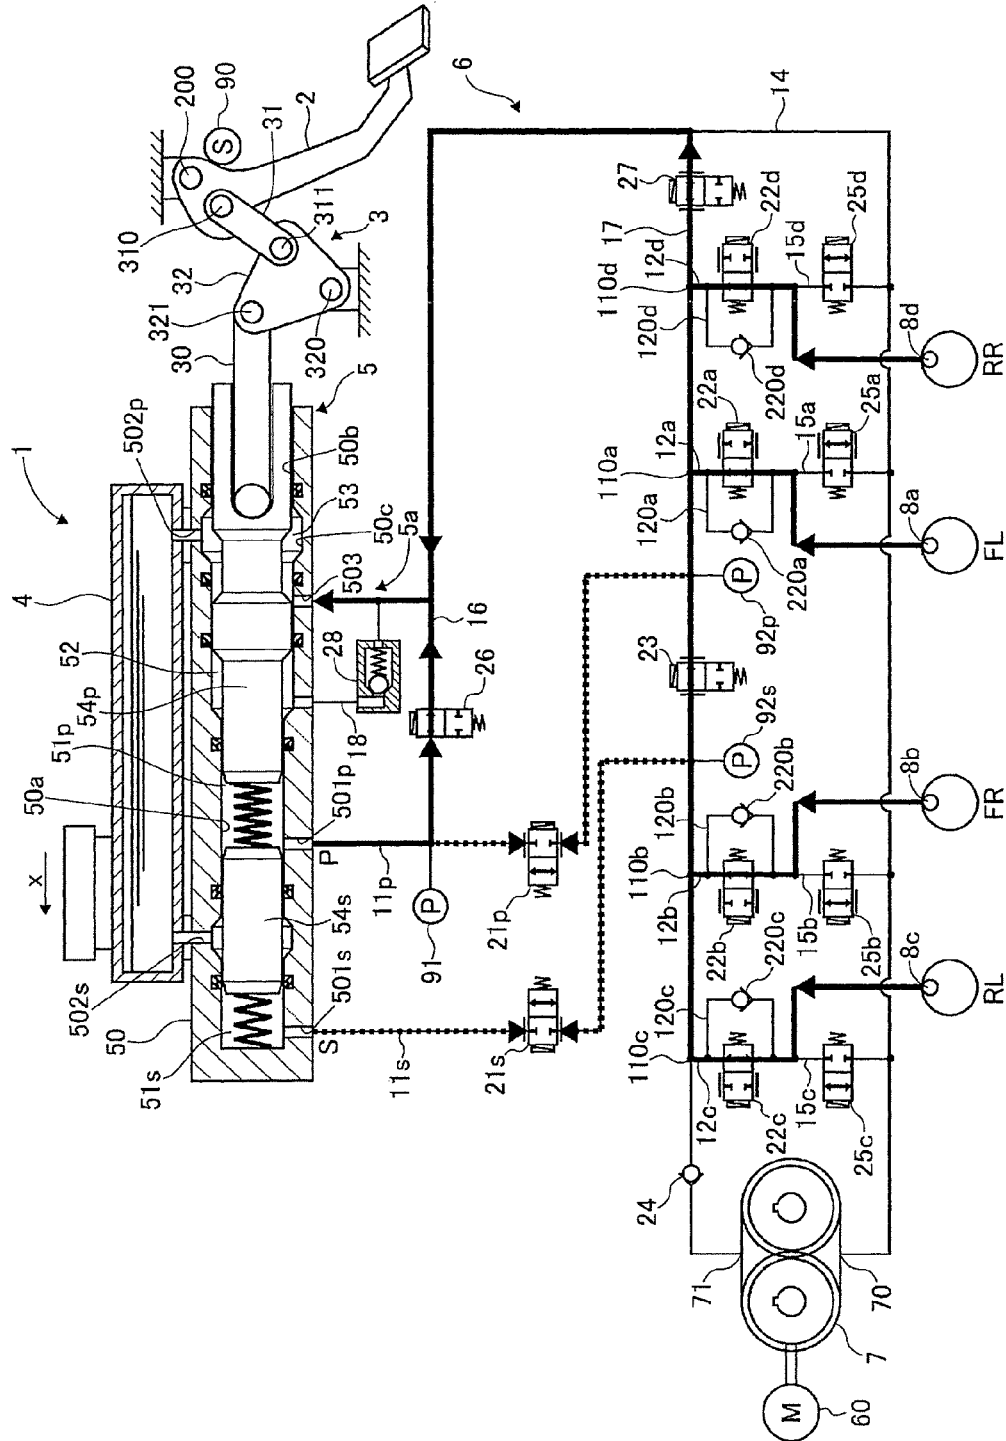 1
x
4
502s
50
51s
50a
51p
54p
52
502p
30
321
32
310
200
S
90
2
31
311
3
320
5
50b
53
50c
5a
503
28
18
16
26
54s
501s
S
501p
P
11p
11s
P
91
21s
21p
6
14
27
17
12d
110d
120d
22d
220d
15d
25d
8d
RR
22a
12a
110a
120a
220a
15a
25a
8a
FL
P
92p
23
P
92s
220b
120b
110b
12b
22b
15b
25b
8b
FR
220c
120c
110c
12c
22c
15c
25c
8c
RL
24
71
70
7
M
60